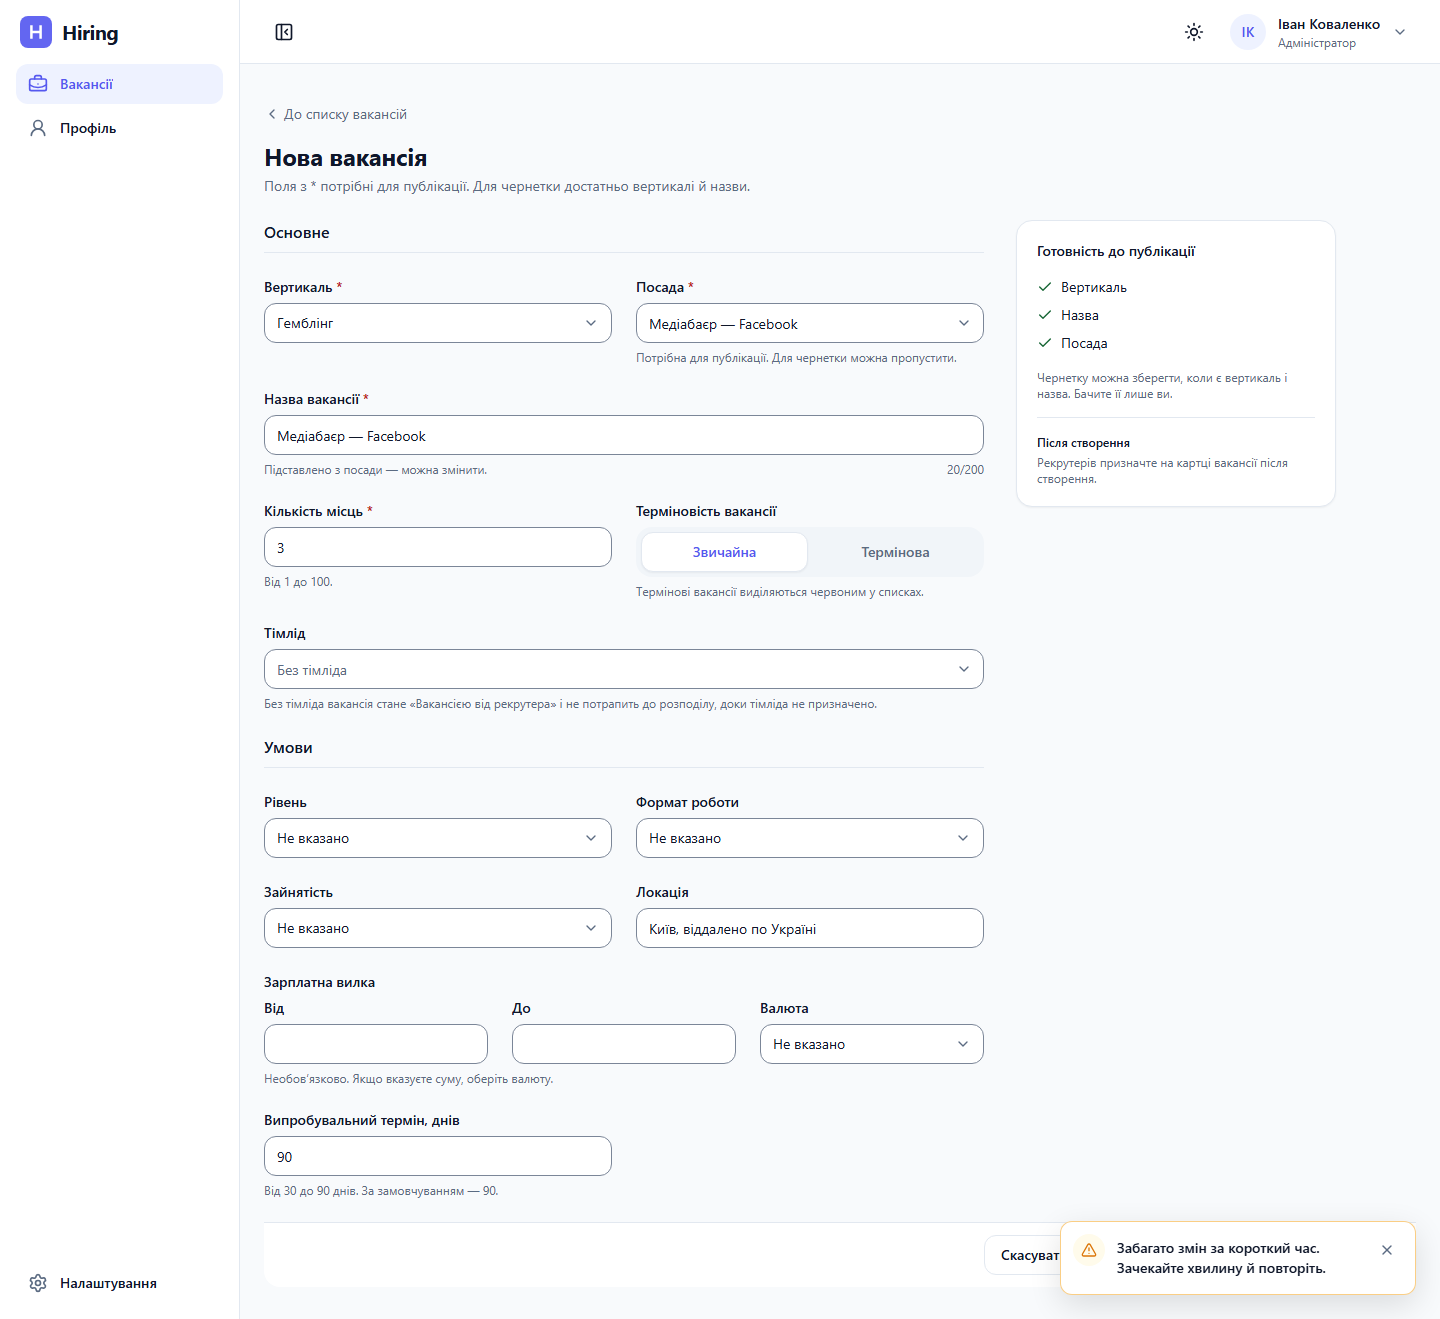 H Hiring
Вакансії
Профіль
Налаштування
ІК
Іван Коваленко
Адміністратор
До списку вакансій
Нова вакансія
Поля з * потрібні для публікації. Для чернетки достатньо вертикалі й назви.
Основне
Вертикаль *
Гемблінг
Посада *
Медіабаєр — Facebook
Потрібна для публікації. Для чернетки можна пропустити.
Назва вакансії *
Медіабаєр — Facebook
Підставлено з посади — можна змінити.
20/200
Кількість місць *
3
Від 1 до 100.
Терміновість вакансії
Звичайна
Термінова
Термінові вакансії виділяються червоним у списках.
Тімлід
Без тімліда
Без тімліда вакансія стане «Вакансією від рекрутера» і не потрапить до розподілу, доки тімліда не призначено.
Умови
Рівень
Не вказано
Формат роботи
Не вказано
Зайнятість
Не вказано
Локація
Київ, віддалено по Україні
Зарплатна вилка
Від
До
Валюта
Не вказано
Необов'язково. Якщо вказуєте суму, оберіть валюту.
Випробувальний термін, днів
90
Від 30 до 90 днів. За замовчуванням — 90.
Скасуват
Готовність до публікації
Вертикаль
Назва
Посада
Чернетку можна зберегти, коли є вертикаль і
назва. Бачите її лише ви.
Після створення
Рекрутерів призначте на картці вакансії після
створення.
Забагато змін за короткий час.
Зачекайте хвилину й повторіть.